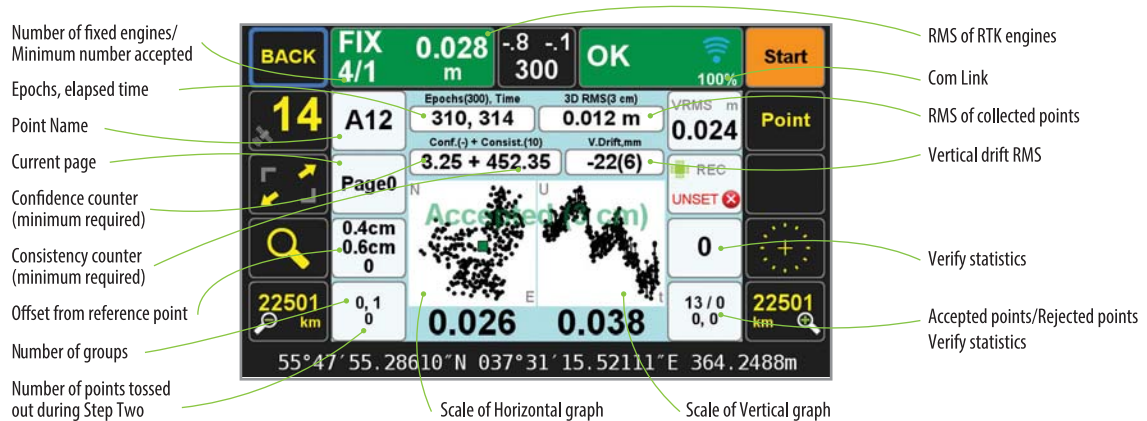 Number of fixed engines/
Minimum number accepted
Epochs, elapsed time
Point Name
Current page
Confidence counter
(minimum required)
Consistency counter
(minimum required)
Offset from reference point
Number of groups
Number of points tossed
out during Step Two
BACK
FIX 0.028
4/1 m
-.8 -.1
300
OK
100%
Start
14
A12
Epochs(300), Time
310, 314
3D RMS(3 cm)
0.012 m
VRMS m
0.024
Point
Conf.(-) + Consist.(10)
3.25 + 452.35
V.Drift,mm
-22(6)
Page0
REC
UNSET
N
U
Accepted (3 cm)
0.4cm
0.6cm
0
0
E
t
22501
km
0, 1
0
0.026
0.038
13 / 0
0, 0
22501
km
55°47′55.28610″N 037°31′15.52111″E 364.2488m
RMS of RTK engines
Com Link
RMS of collected points
Vertical drift RMS
Verify statistics
Accepted points/Rejected points
Verify statistics
Scale of Horizontal graph
Scale of Vertical graph